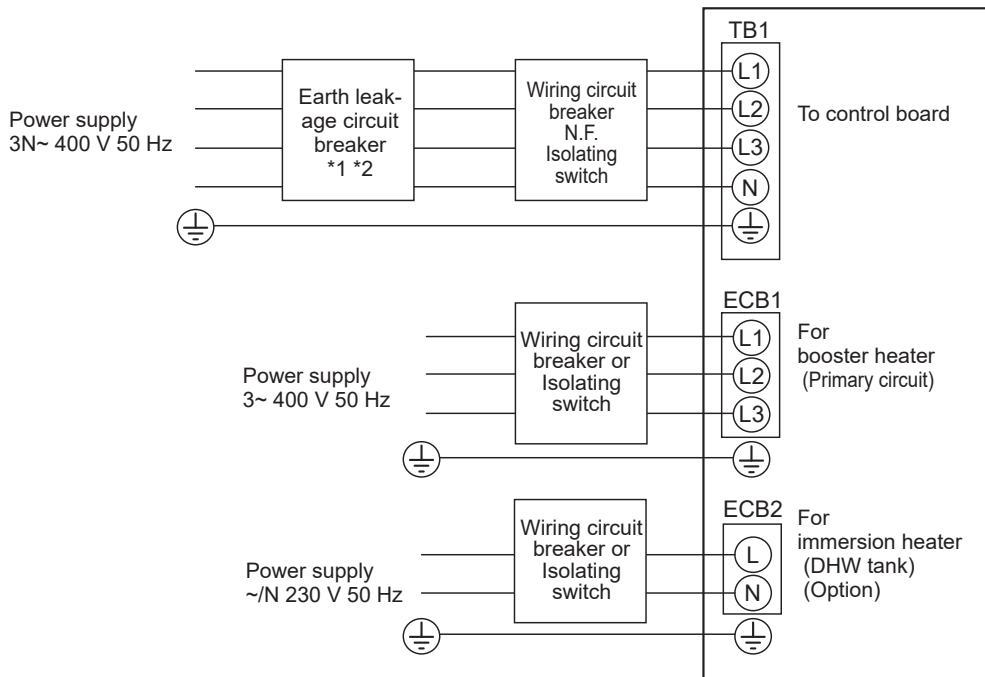 TB1
Power supply
3N~ 400 V 50 Hz
Earth leak-
age circuit
breaker
*1 *2
Wiring circuit
breaker
N.F.
Isolating
switch
L1
L2
L3
N
To control board
ECB1
Power supply
3~ 400 V 50 Hz
Wiring circuit
breaker or
Isolating
switch
L1
L2
L3
For
booster heater
(Primary circuit)
ECB2
Power supply
~/N 230 V 50 Hz
Wiring circuit
breaker or
Isolating
switch
L
N
For
immersion heater
(DHW tank)
(Option)